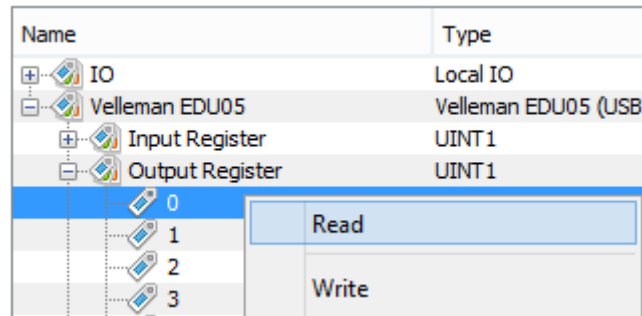 Name Type
IO Local IO
Velleman EDU05 Velleman EDU05 (USB
Input Register UINT1
Output Register UINT1
0
Read
1
2
Write
3